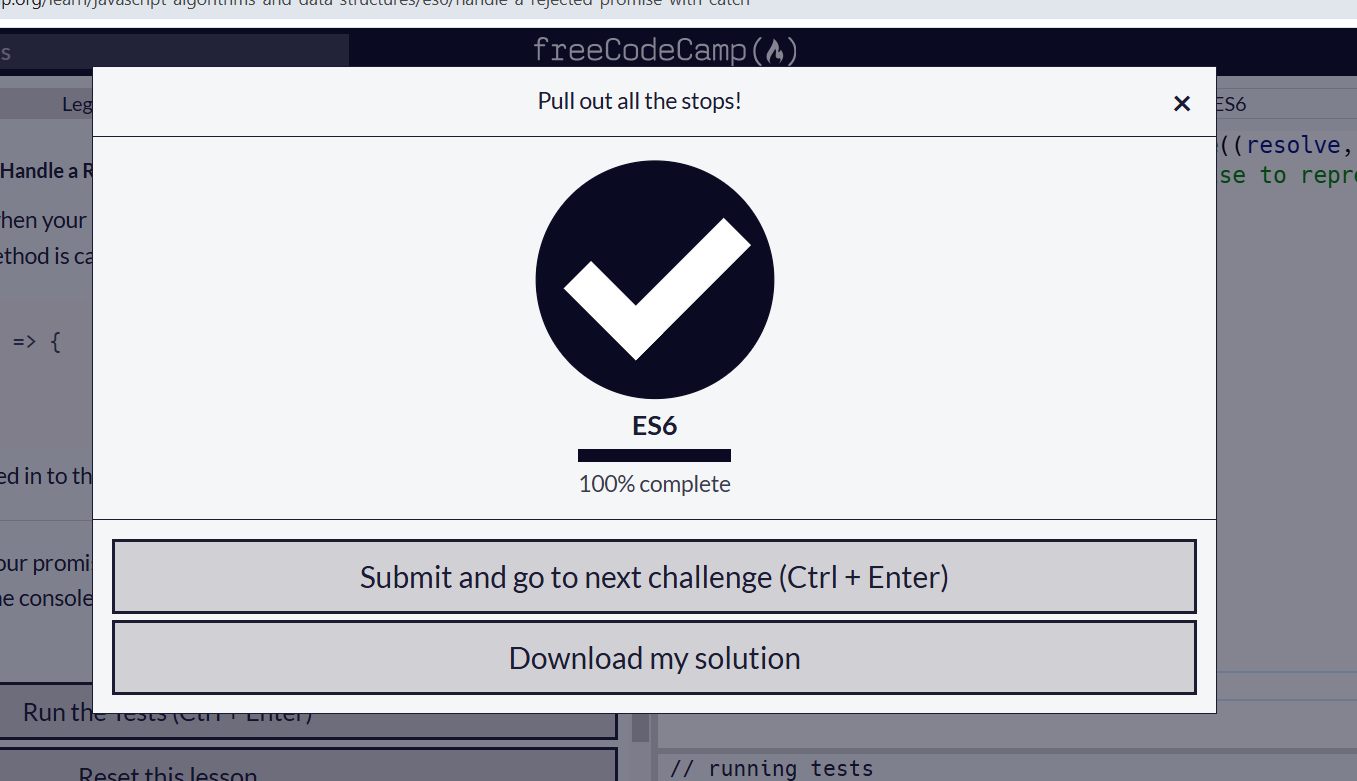 p.org/learn/javascript-algorithms-and-data-structures/es6/handle-a-rejected-promise-with-catch
s
freeCodeCamp
Leg
Pull out all the stops!
ES6
Handle a R
((resolve,
se to repre
hen your
ethod is ca
=> {
ES6
100% complete
ed in to th
our promi
e console
Submit and go to next challenge (Ctrl + Enter)
Download my solution
Run the Tests (Ctrl + Enter)
Reset this lesson
// running tests